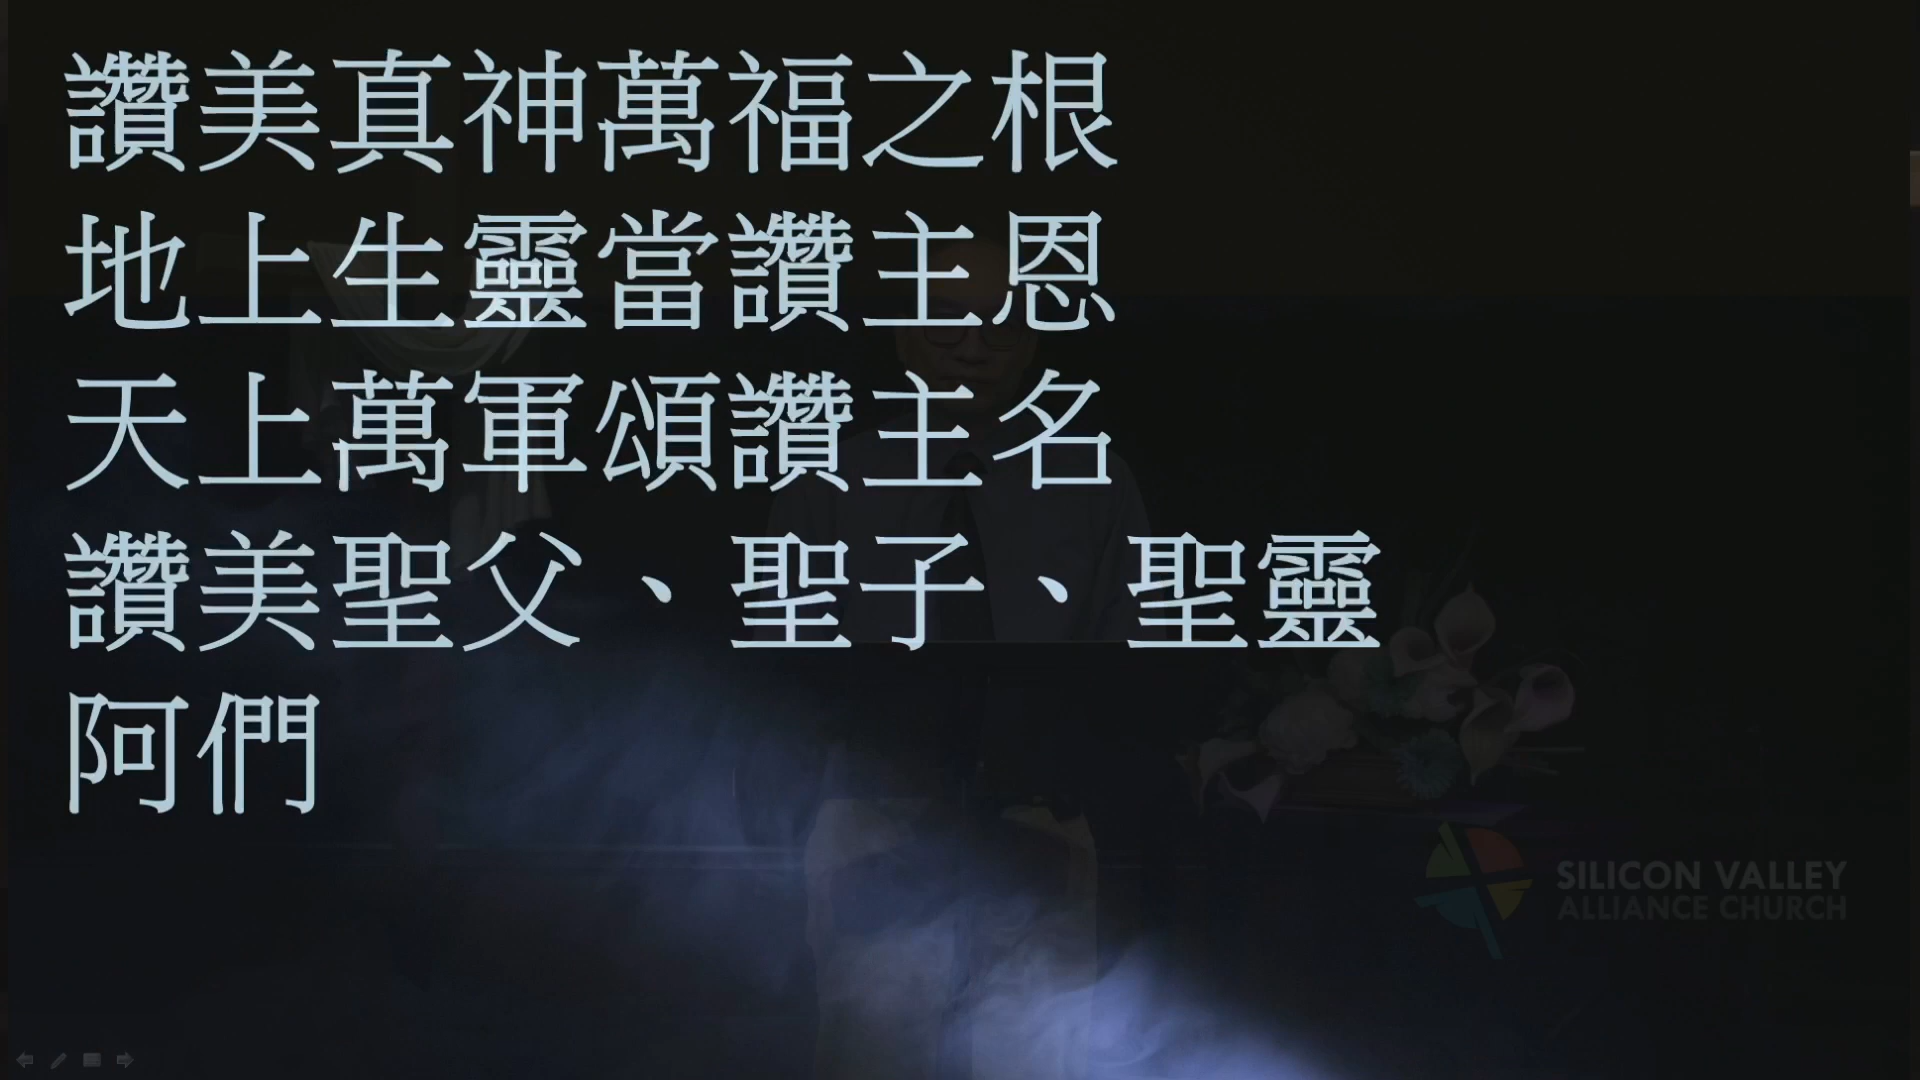 讚美真神萬福之根
地上生靈當讚主恩
天上萬軍頌讚主名
讚美聖父、聖子、聖靈
阿們
SILICON VALLEY
ALLIANCE CHURCH